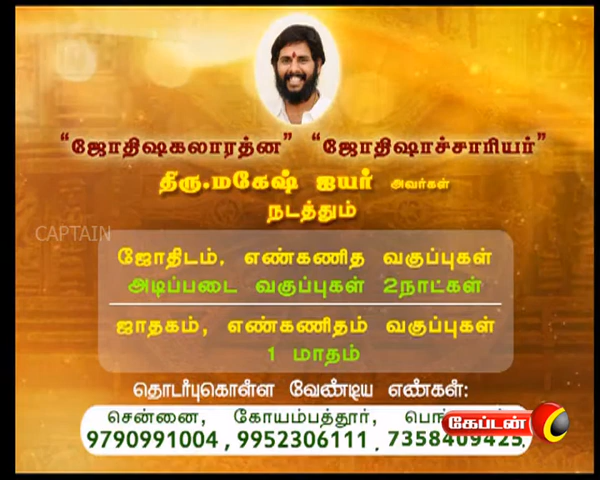 “ஜோதிஷகலாரத்ன” “ஜோதிஷாச்சாரியர்”
திரு.மகேஷ் ஐயர் அவர்கள்
நடத்தும்
CAPTAIN
ஜோதிடம், எண்கணித வகுப்புகள்
அடிப்படை வகுப்புகள் 2நாட்கள்
ஜாதகம், எண்கணிதம் வகுப்புகள்
1 மாதம்
தொடர்புகொள்ள வேண்டிய எண்கள்:
சென்னை, கோயம்பத்தூர்,
9790991004 , 9952306111 , 7358409425.
கேப்டன்